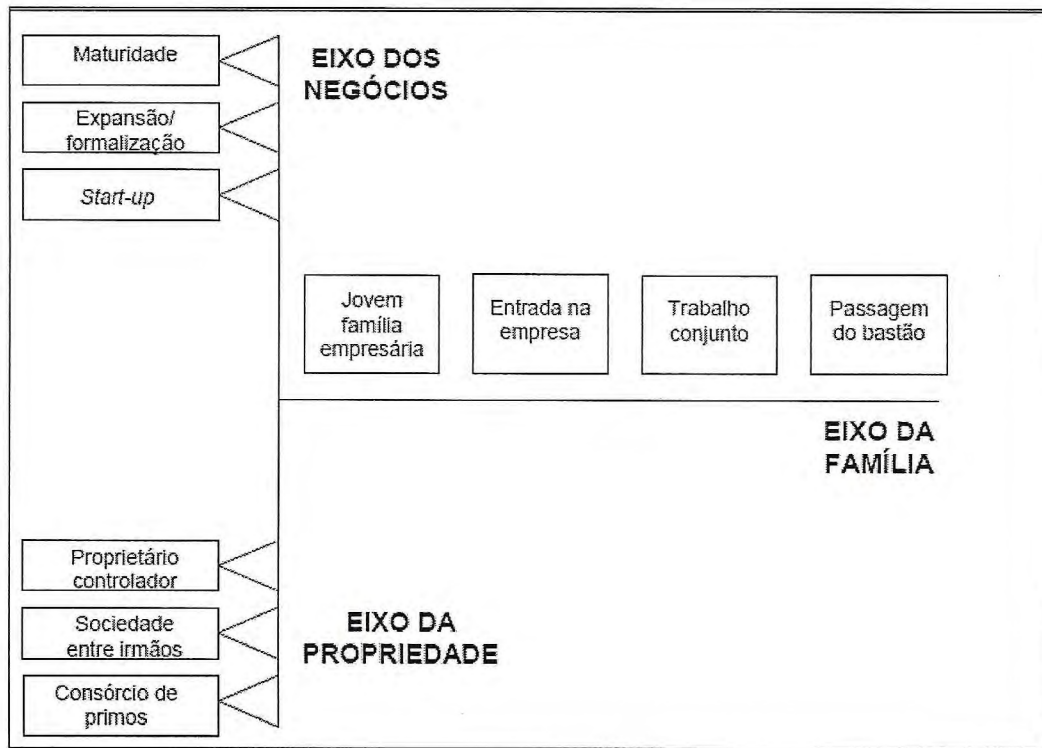 Maturidade
EIXO DOS
NEGÓCIOS
Expansão/
formalização
Start-up
Jovem
família
empresária
Entrada na
empresa
Trabalho
conjunto
Passagem
do bastão
EIXO DA
FAMÍLIA
Proprietário
controlador
Sociedade
entre irmãos
EIXO DA
PROPRIEDADE
Consórcio de
primos